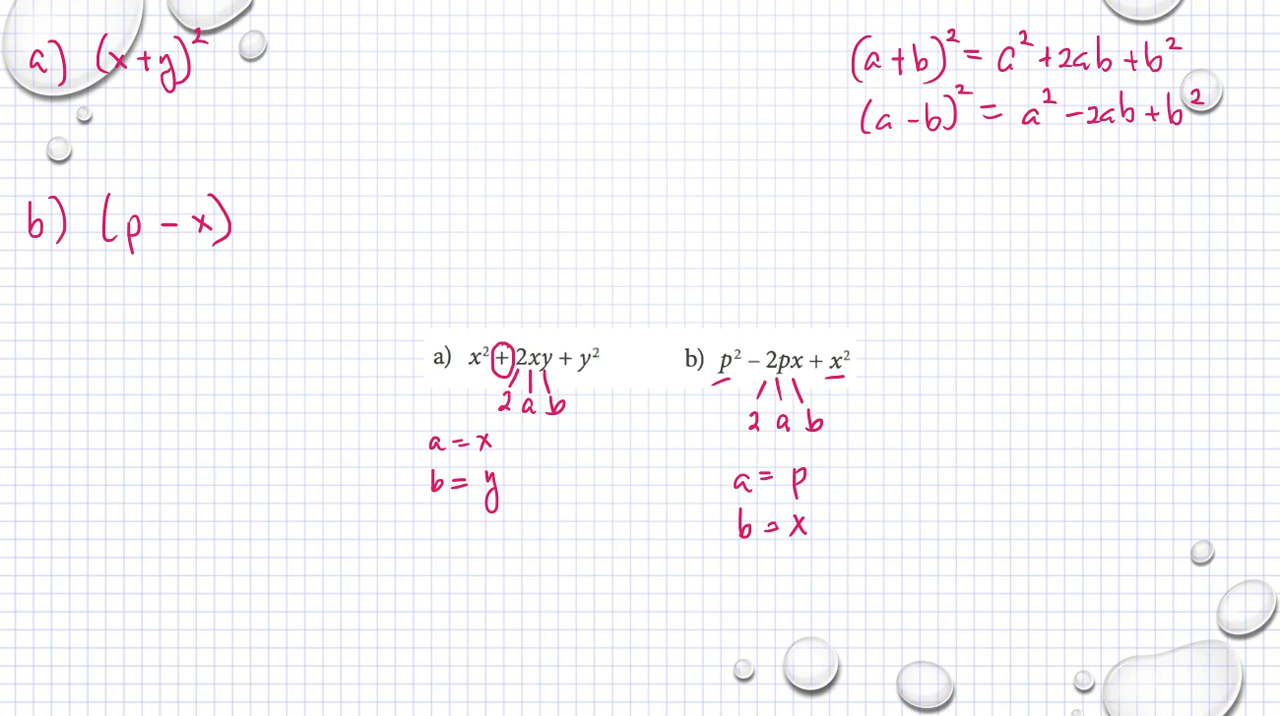 a) (x+y)²
(a+b)² = a² + 2ab + b²
(a-b)² = a² - 2ab + b²
b) (p - x)
a) x² + 2xy + y²
b) p² − 2px + x²
2 a b
2 a b
a = x
b = y
a = p
b = x